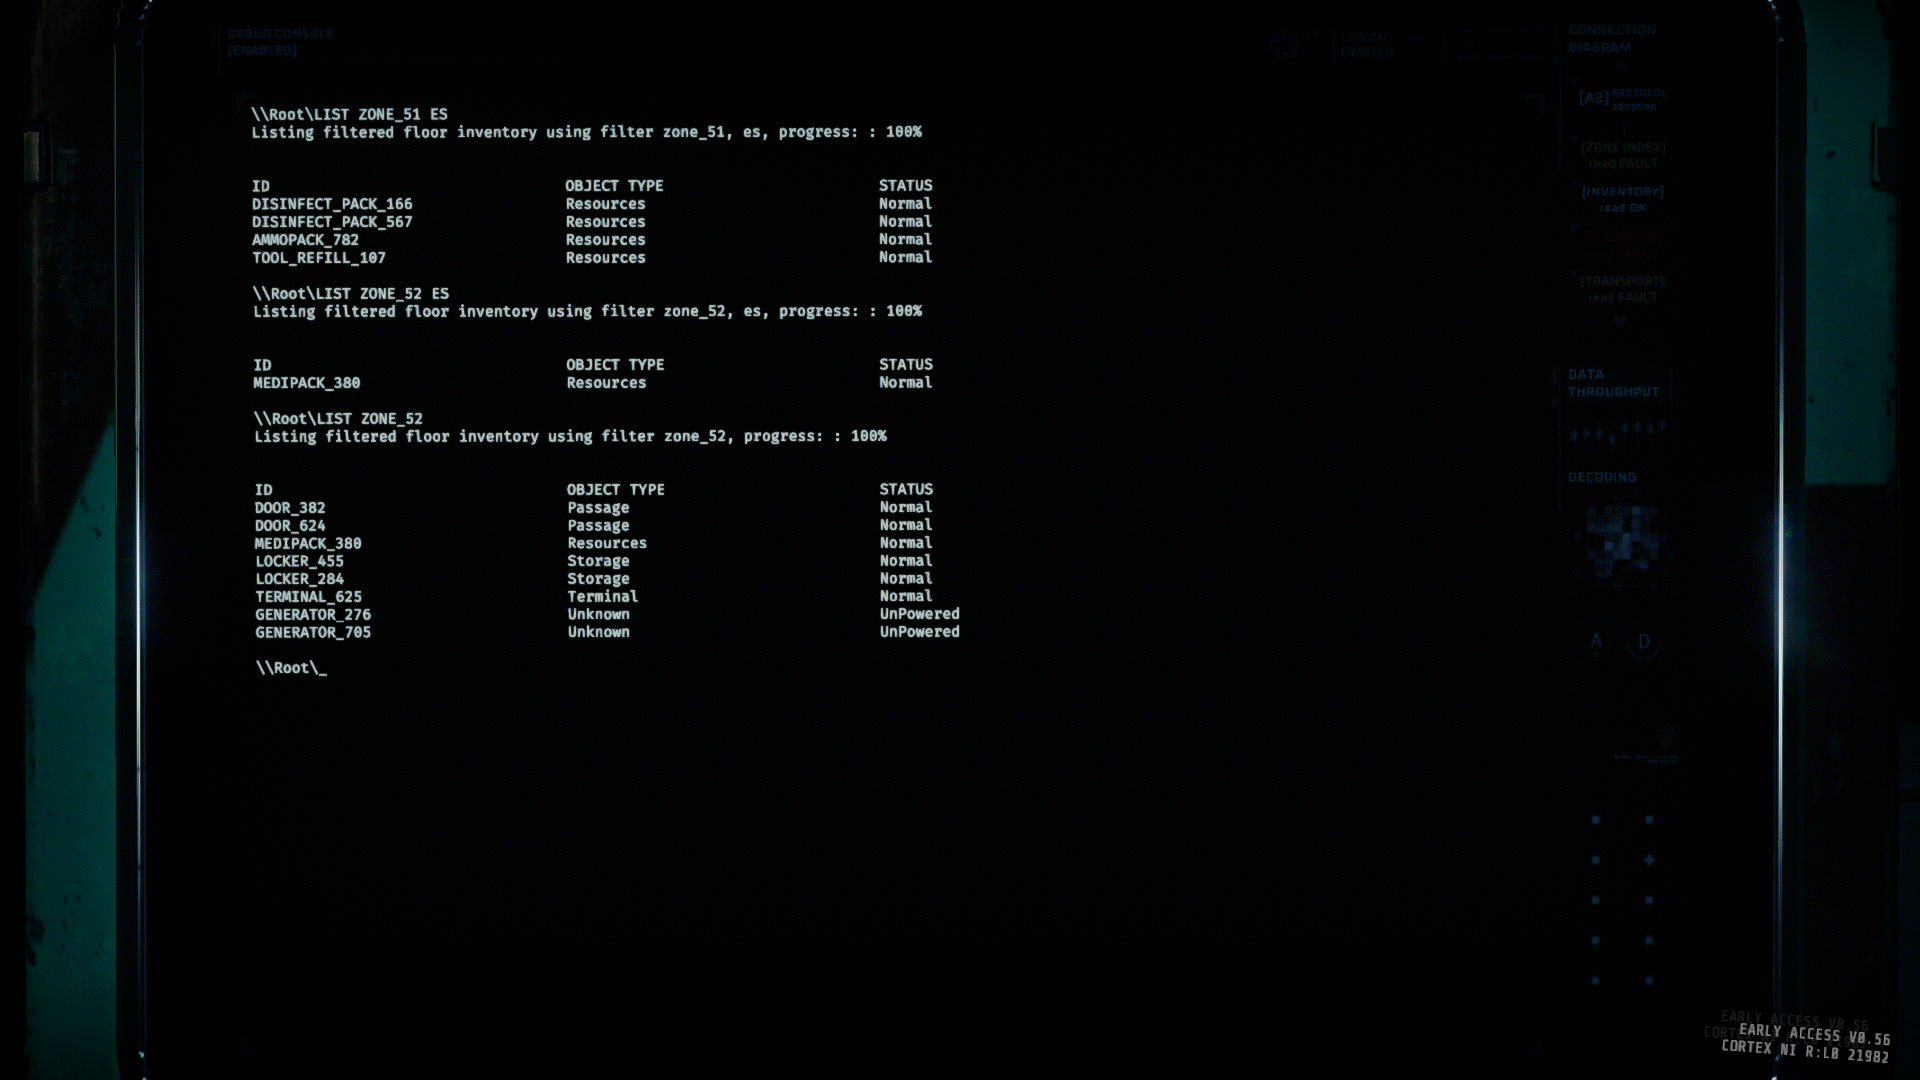 DEBUG CONSOLE
[ENABLED]
LOGGING
ENABLED
CONNECTION
DIAGRAM
[A2] PROTOCOL
adaption
[ZONE INDEX]
read FAULT
[INVENTORY]
read OK
[TRANSPORT]
read FAULT
DATA
THROUGHPUT
DECODING
A D
\\Root\LIST ZONE_51 ES
Listing filtered floor inventory using filter zone_51, es, progress: : 100%
ID OBJECT TYPE STATUS
DISINFECT_PACK_166 Resources Normal
DISINFECT_PACK_567 Resources Normal
AMMOPACK_782 Resources Normal
TOOL_REFILL_107 Resources Normal
\\Root\LIST ZONE_52 ES
Listing filtered floor inventory using filter zone_52, es, progress: : 100%
ID OBJECT TYPE STATUS
MEDIPACK_380 Resources Normal
\\Root\LIST ZONE_52
Listing filtered floor inventory using filter zone_52, progress: : 100%
ID OBJECT TYPE STATUS
DOOR_382 Passage Normal
DOOR_624 Passage Normal
MEDIPACK_380 Resources Normal
LOCKER_455 Storage Normal
LOCKER_284 Storage Normal
TERMINAL_625 Terminal Normal
GENERATOR_276 Unknown UnPowered
GENERATOR_705 Unknown UnPowered
\\Root\_
EARLY ACCESS V0.56
CORTEX NI R:L0 21982